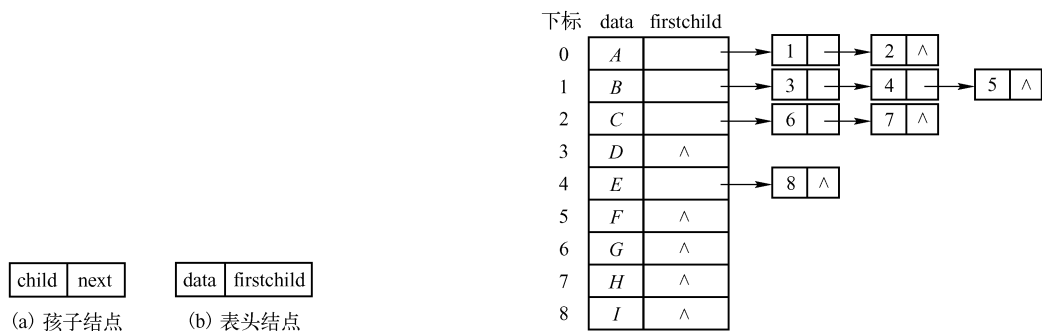 child next
(a) 孩子结点
data firstchild
(b) 表头结点
下标 data firstchild
0 A 1 2 ∧
1 B 3 4 5 ∧
2 C 6 7 ∧
3 D ∧
4 E 8 ∧
5 F ∧
6 G ∧
7 H ∧
8 I ∧